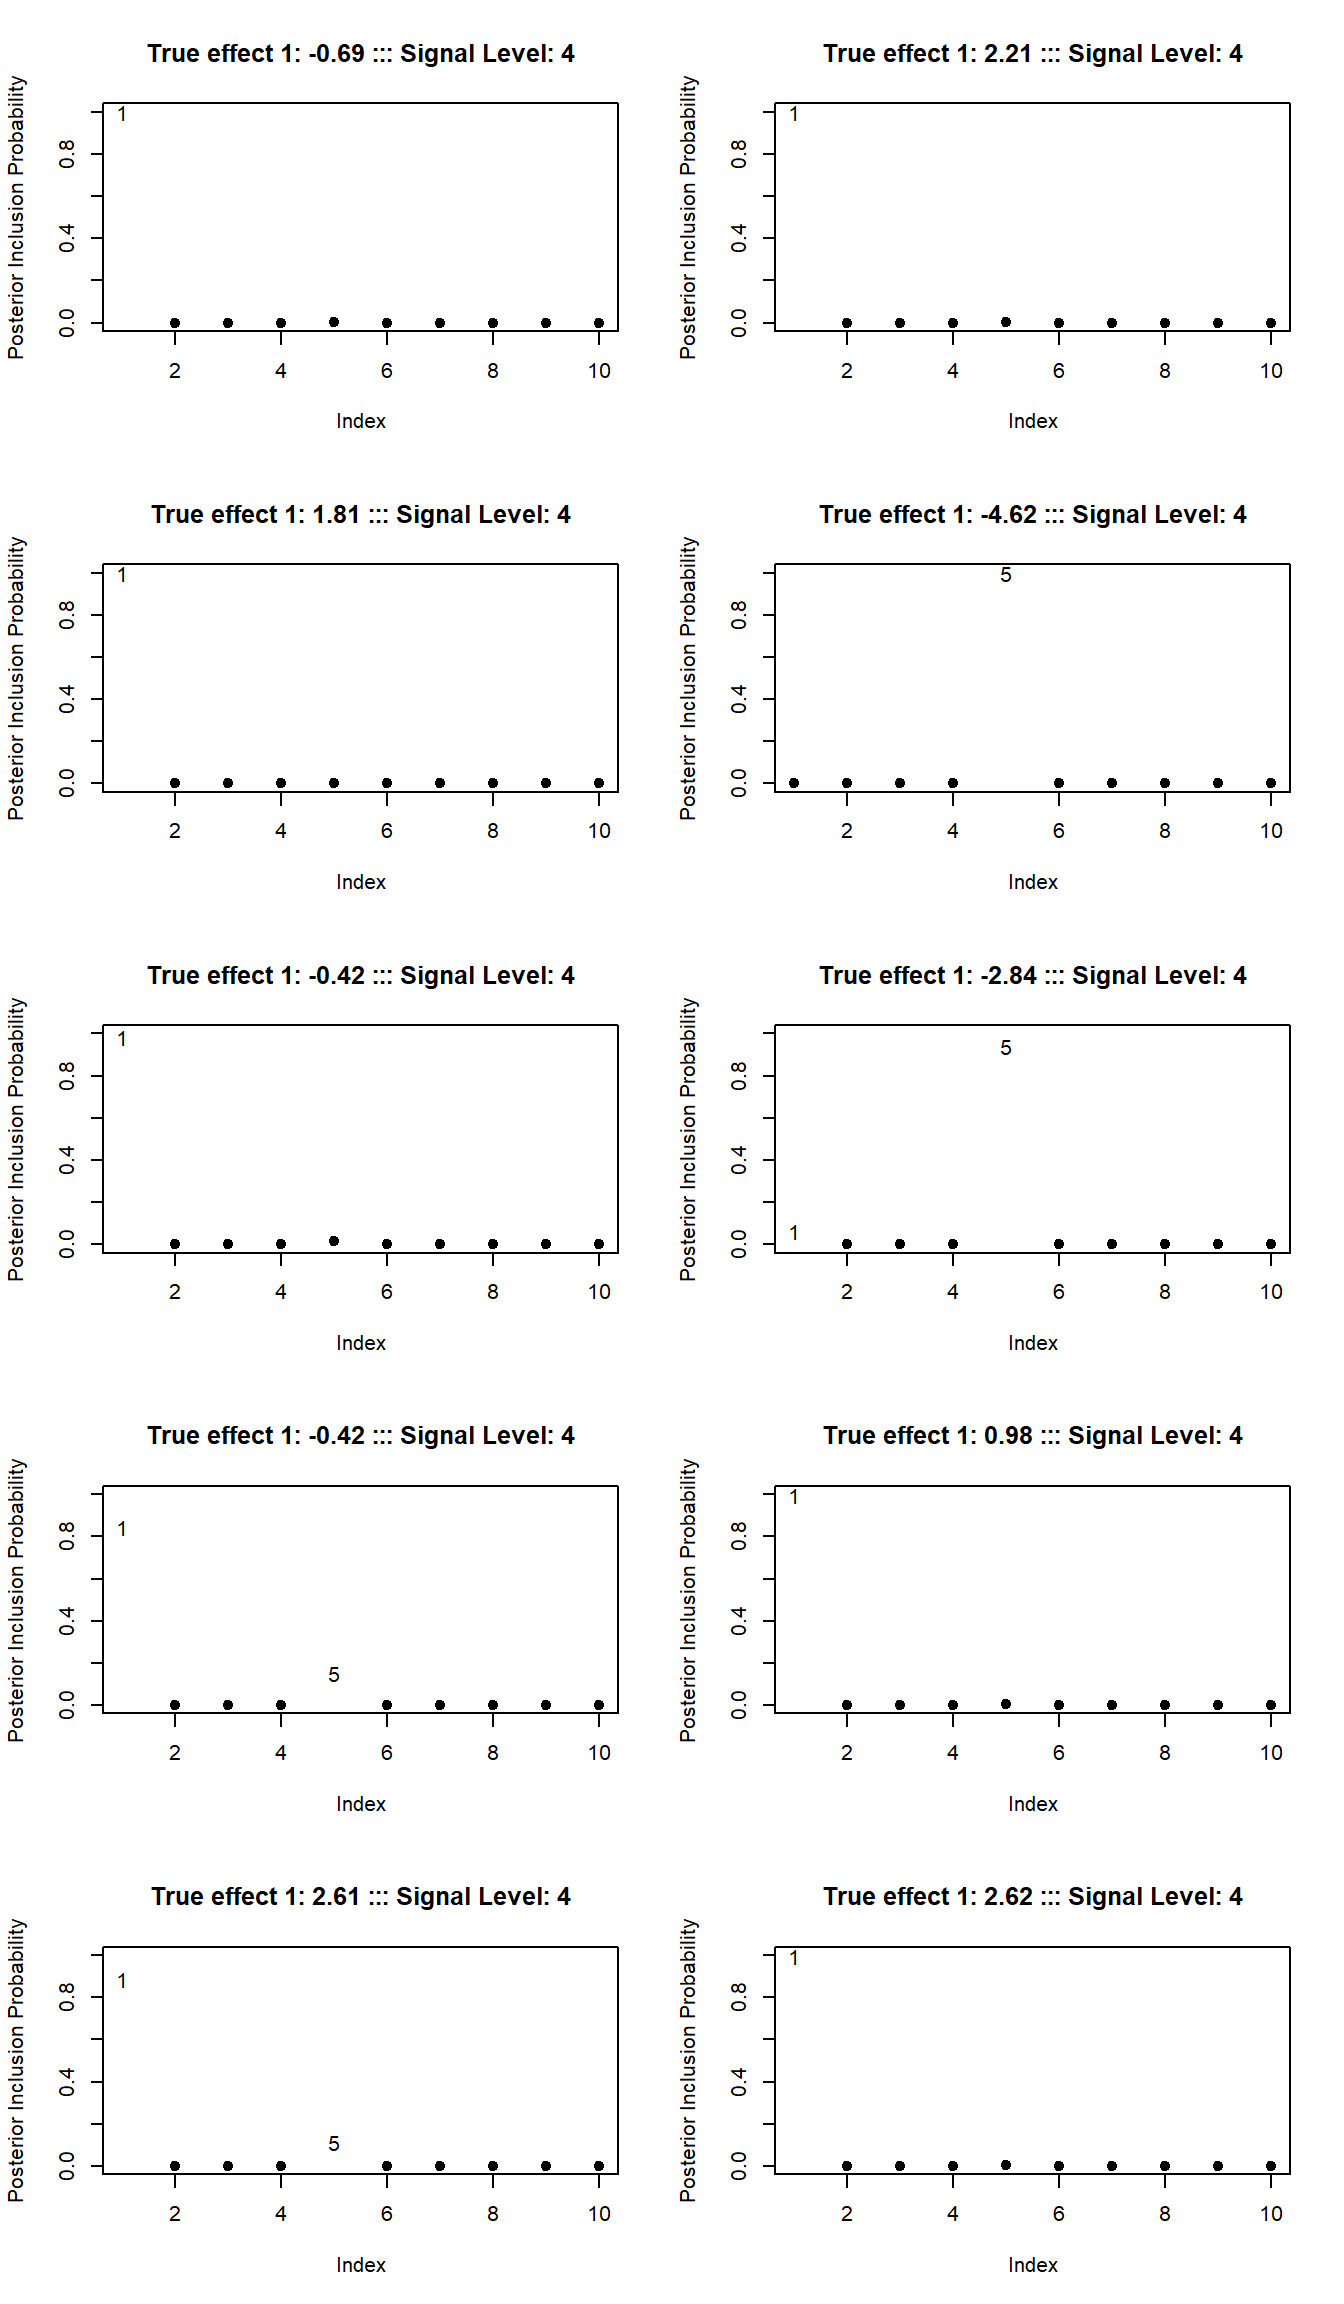 True effect 1: -0.69 ::: Signal Level: 4
Posterior Inclusion Probability
0.0 0.4 0.8
1
2 4 6 8 10
Index
True effect 1: 2.21 ::: Signal Level: 4
Posterior Inclusion Probability
0.0 0.4 0.8
1
2 4 6 8 10
Index
True effect 1: 1.81 ::: Signal Level: 4
Posterior Inclusion Probability
0.0 0.4 0.8
1
2 4 6 8 10
Index
True effect 1: -4.62 ::: Signal Level: 4
Posterior Inclusion Probability
0.0 0.4 0.8
5
2 4 6 8 10
Index
True effect 1: -0.42 ::: Signal Level: 4
Posterior Inclusion Probability
0.0 0.4 0.8
1
2 4 6 8 10
Index
True effect 1: -2.84 ::: Signal Level: 4
Posterior Inclusion Probability
0.0 0.4 0.8
5
1
2 4 6 8 10
Index
True effect 1: -0.42 ::: Signal Level: 4
Posterior Inclusion Probability
0.0 0.4 0.8
1
5
2 4 6 8 10
Index
True effect 1: 0.98 ::: Signal Level: 4
Posterior Inclusion Probability
0.0 0.4 0.8
1
2 4 6 8 10
Index
True effect 1: 2.61 ::: Signal Level: 4
Posterior Inclusion Probability
0.0 0.4 0.8
1
5
2 4 6 8 10
Index
True effect 1: 2.62 ::: Signal Level: 4
Posterior Inclusion Probability
0.0 0.4 0.8
1
2 4 6 8 10
Index